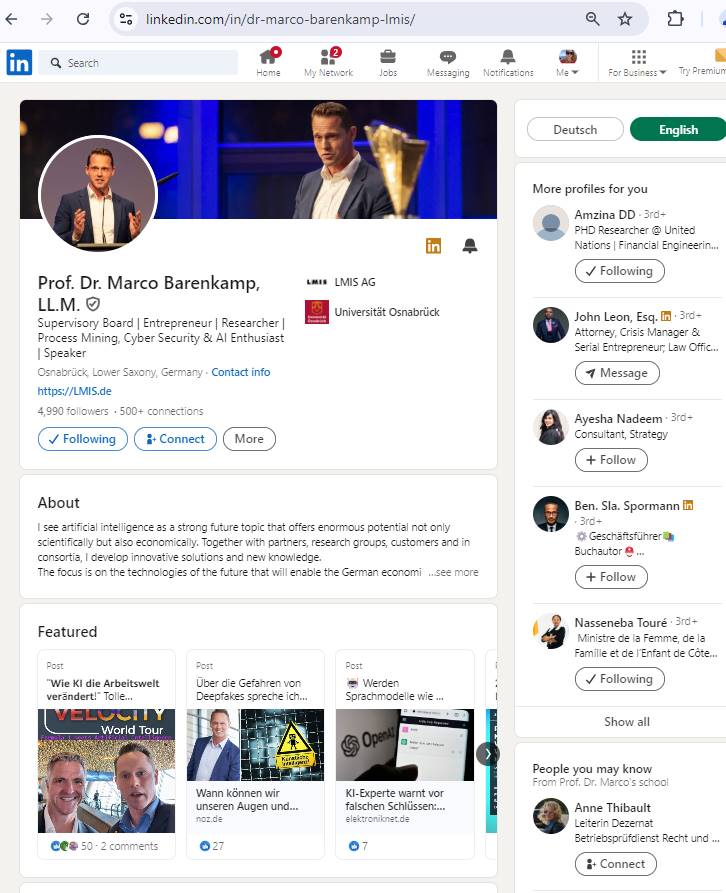 linkedin.com/in/dr-marco-barenkamp-lmis/
in
Search
Home
2
My Network
Jobs
Messaging
Notifications
Me
For Business
Try Premium
Prof. Dr. Marco Barenkamp,
LL.M.
Supervisory Board | Entrepreneur | Researcher |
Process Mining, Cyber Security & AI Enthusiast
| Speaker
Osnabrück, Lower Saxony, Germany · Contact info
https://LMIS.de
4,990 followers · 500+ connections
Following
Connect
More
in
LMIS
LMIS AG
Universität Osnabrück
About
I see artificial intelligence as a strong future topic that offers enormous potential not only
scientifically but also economically. Together with partners, research groups, customers and in
consortia, I develop innovative solutions and new knowledge.
The focus is on the technologies of the future that will enable the German economi ...see more
Featured
Post
"Wie KI die Arbeitswelt
verändert!" Tolle...
VELOCITY
World Tour
50 · 2 comments
Post
Über die Gefahren von
Deepfakes spreche ich...
Künstliche
Intelligenz
Wann können wir
unseren Augen und...
noz.de
27
Post
Werden
Sprachmodelle wie ...
OpenAI
KI-Experte warnt vor
falschen Schlüssen:...
elektroniknet.de
7
Deutsch
English
More profiles for you
Amzina DD · 3rd+
PHD Researcher @ United
Nations | Financial Engineerin...
Following
John Leon, Esq. in · 3rd+
Attorney, Crisis Manager &
Serial Entrepreneur; Law Offic...
Message
Ayesha Nadeem · 3rd+
Consultant, Strategy
+ Follow
Ben. Sla. Spormann in
· 3rd+
Geschäftsführer
Buchautor ...
+ Follow
Nasseneba Touré · 3rd+
Ministre de la Femme, de la
Famille et de l'Enfant de Côte...
Following
Show all
People you may know
From Prof. Dr. Marco's school
Anne Thibault
Leiterin Dezernat
Betriebsprüfdienst Recht und ...
Connect